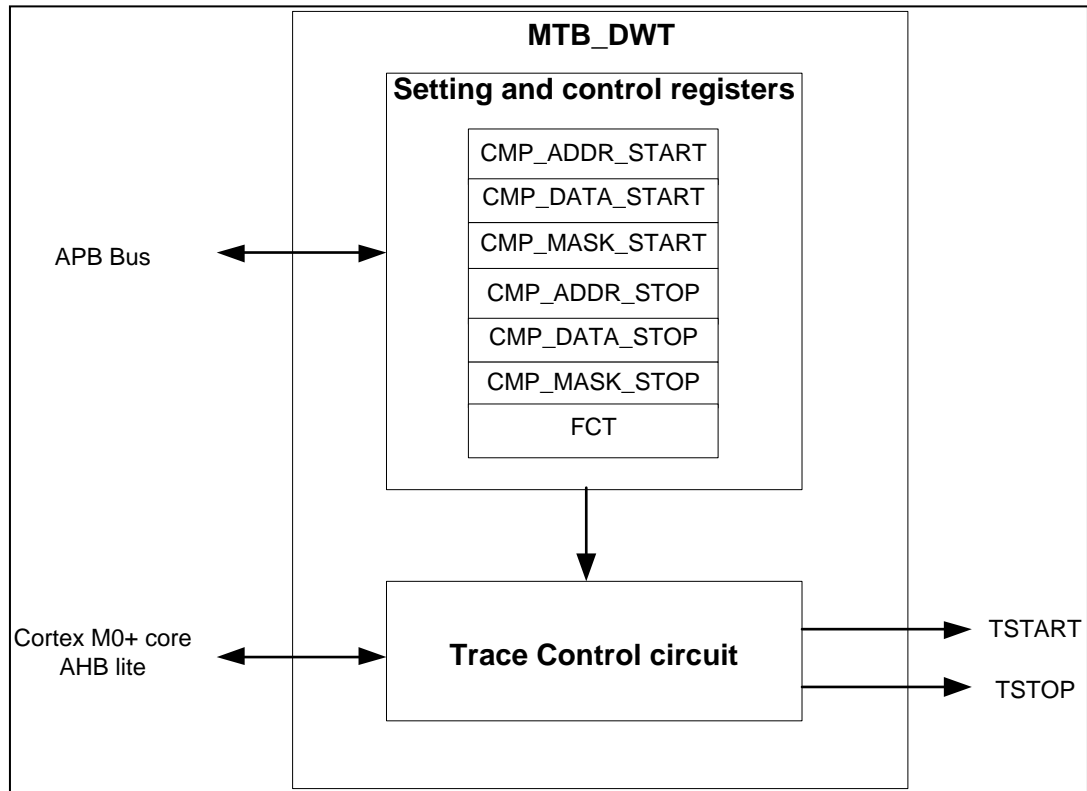 MTB_DWT
Setting and control registers
CMP_ADDR_START
CMP_DATA_START
CMP_MASK_START
CMP_ADDR_STOP
CMP_DATA_STOP
CMP_MASK_STOP
FCT
APB Bus
Cortex M0+ core
AHB lite
Trace Control circuit
TSTART
TSTOP